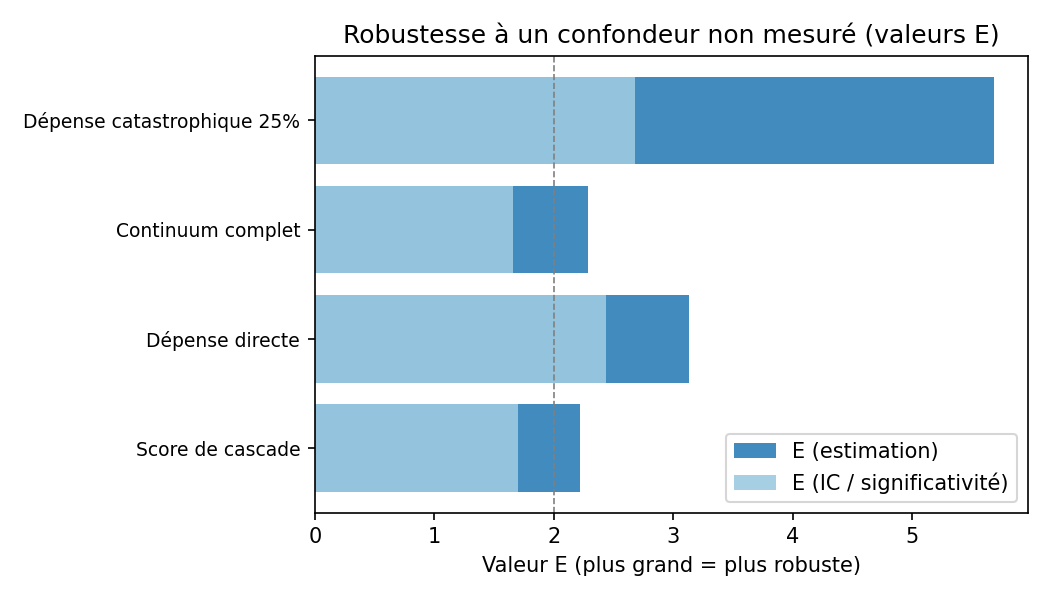 Robustesse à un confondeur non mesuré (valeurs E)
Dépense catastrophique 25%
Continuum complet
Dépense directe
Score de cascade
E (estimation)
E (IC / significativité)
0 1 2 3 4 5
Valeur E (plus grand = plus robuste)